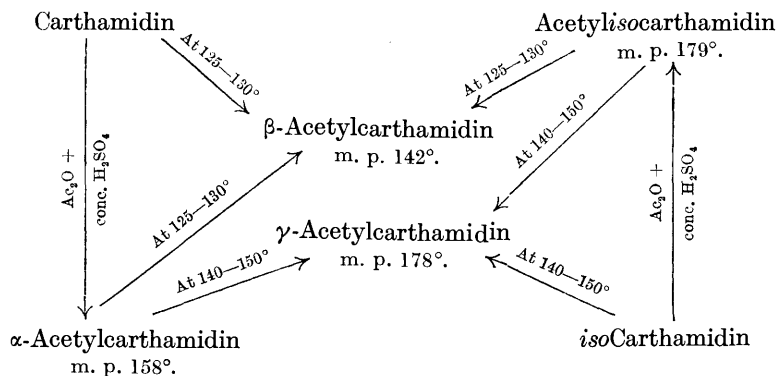 Carthamidin
Acetylisocarthamidin
m. p. 179°.
At 125—130°
At 125—130°
β-Acetylcarthamidin
m. p. 142°.
At 140—150°
Ac₂O +
conc. H₂SO₄
Ac₂O +
conc. H₂SO₄
At 125—130°
γ-Acetylcarthamidin
m. p. 178°.
At 140—150°
At 140—150°
α-Acetylcarthamidin
m. p. 158°.
isoCarthamidin